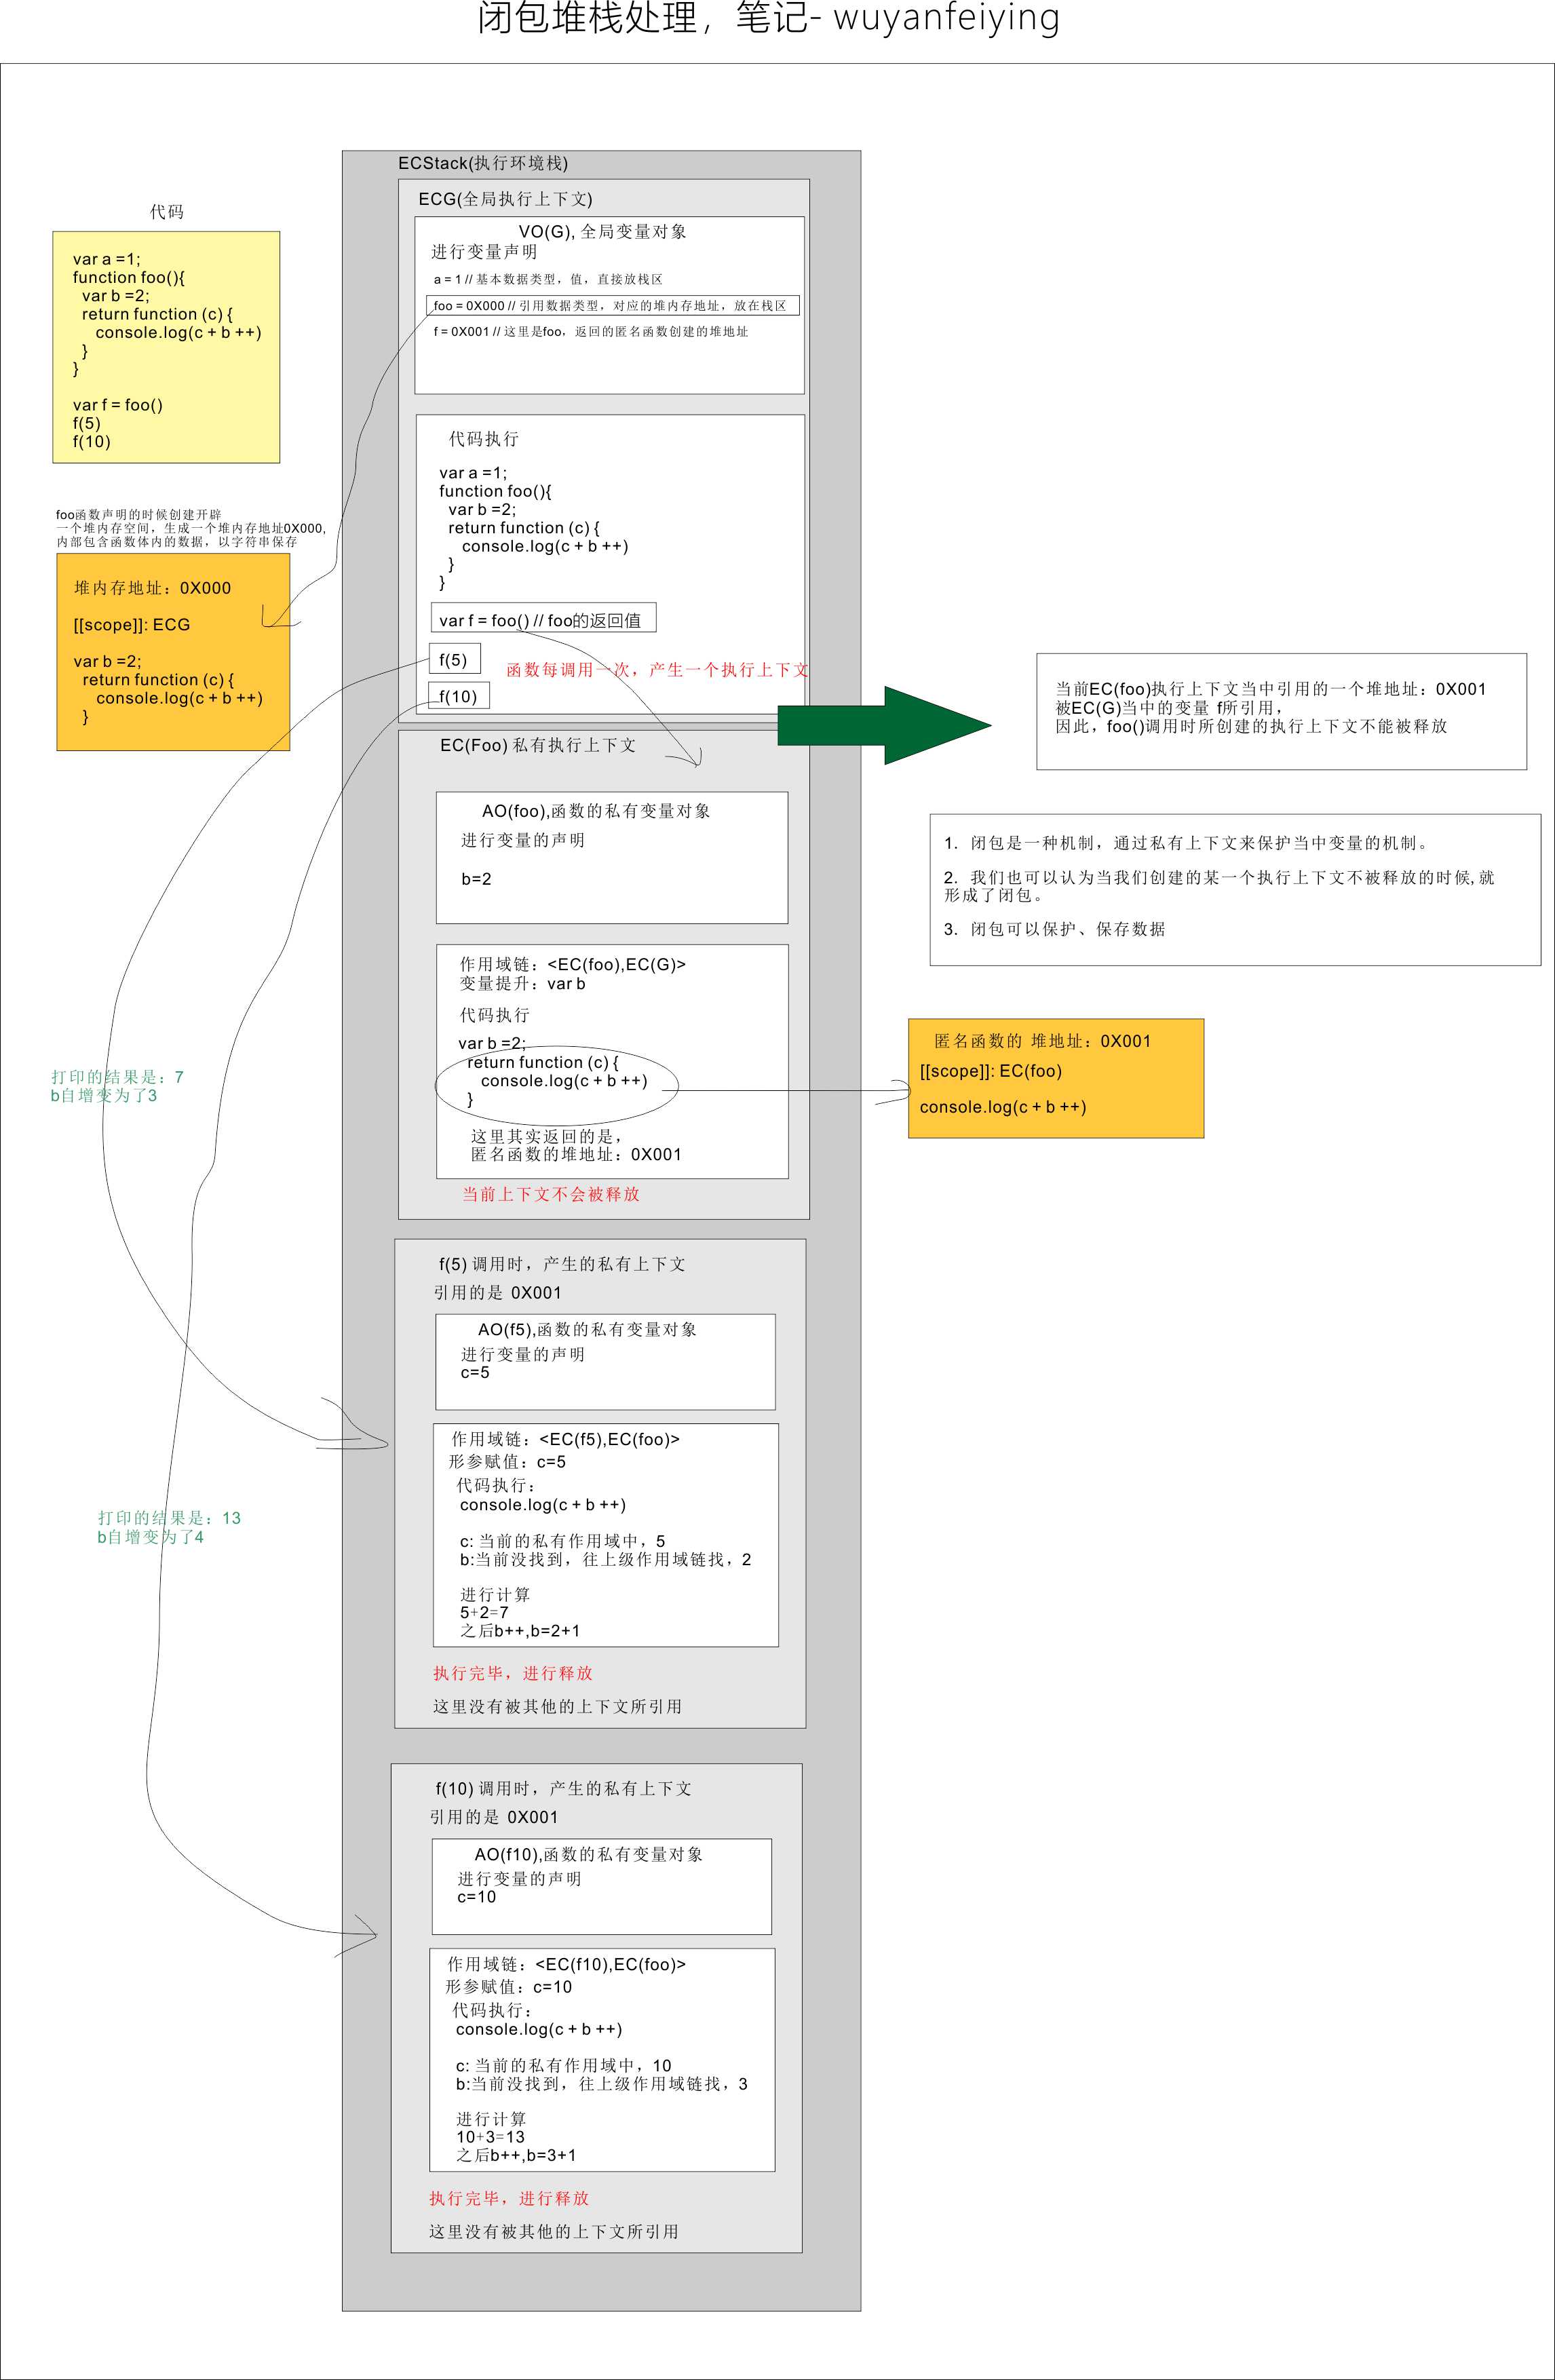 闭包堆栈处理，笔记- wuyanfeiying
代码
var a =1;
function foo(){
var b =2;
return function (c) {
console.log(c + b ++)
}
}
var f = foo()
f(5)
f(10)
foo函数声明的时候创建开辟
一个堆内存空间，生成一个堆内存地址0X000,
内部包含函数体内的数据，以字符串保存
堆内存地址：0X000
[[scope]]: ECG
var b =2;
return function (c) {
console.log(c + b ++)
}
ECStack(执行环境栈)
ECG(全局执行上下文)
VO(G), 全局变量对象
进行变量声明
a = 1 // 基本数据类型，值，直接放栈区
foo = 0X000 // 引用数据类型，对应的堆内存地址，放在栈区
f = 0X001 // 这里是foo，返回的匿名函数创建的堆地址
代码执行
var a =1;
function foo(){
var b =2;
return function (c) {
console.log(c + b ++)
}
}
var f = foo() // foo的返回值
f(5)
函数每调用一次，产生一个执行上下文
f(10)
EC(Foo) 私有执行上下文
AO(foo),函数的私有变量对象
进行变量的声明
b=2
作用域链：<EC(foo),EC(G)>
变量提升：var b
代码执行
var b =2;
return function (c) {
console.log(c + b ++)
}
这里其实返回的是，
匿名函数的堆地址：0X001
当前上下文不会被释放
当前EC(foo)执行上下文当中引用的一个堆地址：0X001
被EC(G)当中的变量 f所引用，
因此，foo()调用时所创建的执行上下文不能被释放
1. 闭包是一种机制，通过私有上下文来保护当中变量的机制。
2. 我们也可以认为当我们创建的某一个执行上下文不被释放的时候,就
形成了闭包。
3. 闭包可以保护、保存数据
匿名函数的 堆地址：0X001
[[scope]]: EC(foo)
console.log(c + b ++)
打印的结果是：7
b自增变为了3
f(5) 调用时，产生的私有上下文
引用的是 0X001
AO(f5),函数的私有变量对象
进行变量的声明
c=5
作用域链：<EC(f5),EC(foo)>
形参赋值：c=5
代码执行：
console.log(c + b ++)
c: 当前的私有作用域中，5
b:当前没找到，往上级作用域链找，2
进行计算
5+2=7
之后b++,b=2+1
执行完毕，进行释放
这里没有被其他的上下文所引用
打印的结果是：13
b自增变为了4
f(10) 调用时，产生的私有上下文
引用的是 0X001
AO(f10),函数的私有变量对象
进行变量的声明
c=10
作用域链：<EC(f10),EC(foo)>
形参赋值：c=10
代码执行：
console.log(c + b ++)
c: 当前的私有作用域中，10
b:当前没找到，往上级作用域链找，3
进行计算
10+3=13
之后b++,b=3+1
执行完毕，进行释放
这里没有被其他的上下文所引用